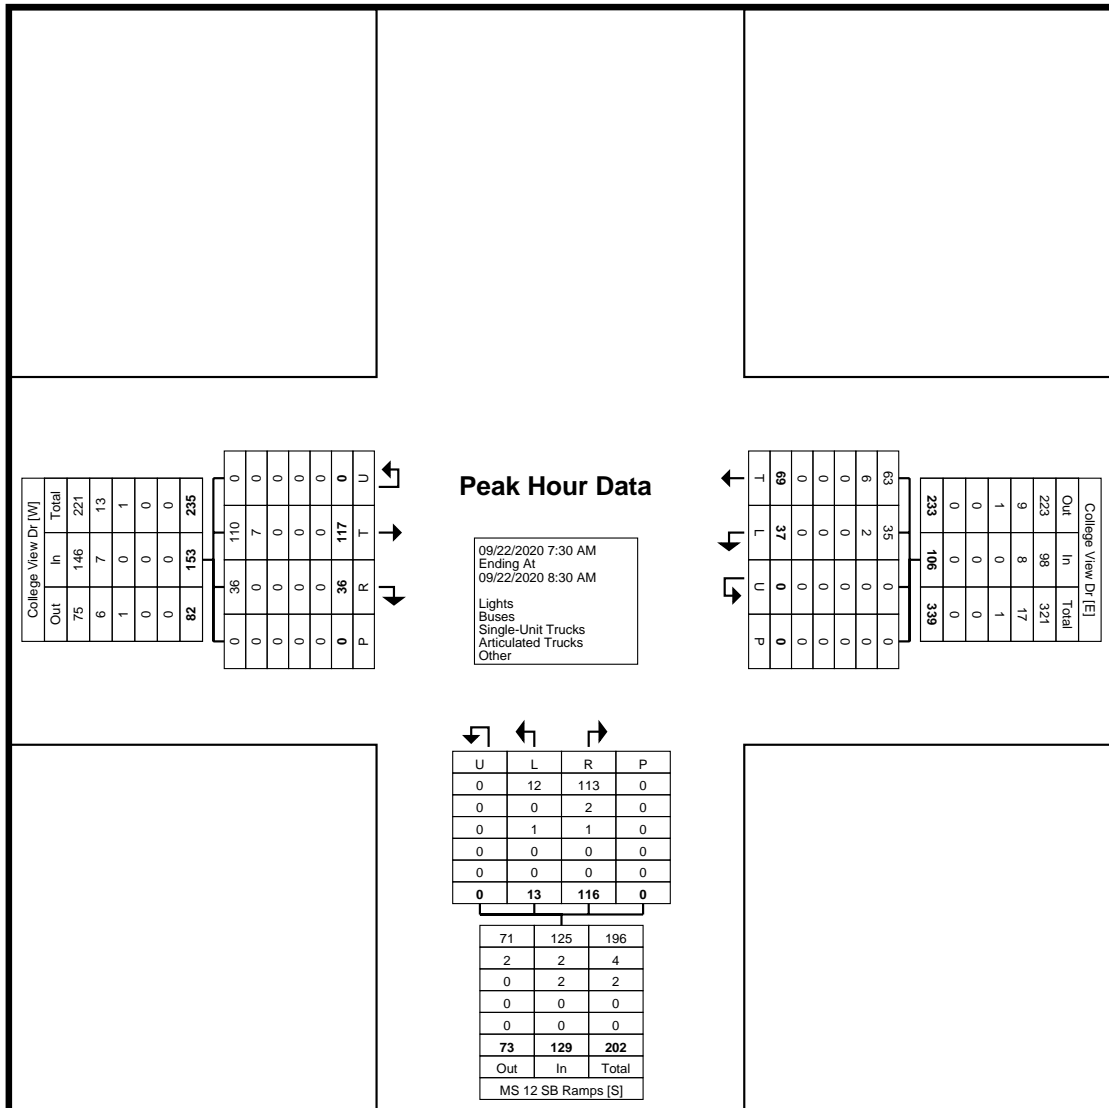 Peak Hour Data
09/22/2020 7:30 AM
Ending At
09/22/2020 8:30 AM
Lights
Buses
Single-Unit Trucks
Articulated Trucks
Other
College View Dr [W]
Total In Out
221 146 75
13 7 6
1 0 1
0 0 0
0 0 0
235 153 82
0 110 36 0
0 7 0 0
0 0 0 0
0 0 0 0
0 0 0 0
0 117 36 0
U T R P
College View Dr [E]
Out In Total
223 98 321
9 8 17
1 0 1
0 0 0
0 0 0
233 106 339
63 35 0 0
6 2 0 0
0 0 0 0
0 0 0 0
0 0 0 0
69 37 0 0
T L U P
U L R P
0 12 113 0
0 0 2 0
0 1 1 0
0 0 0 0
0 0 0 0
0 13 116 0
71 125 196
2 2 4
0 2 2
0 0 0
0 0 0
73 129 202
Out In Total
MS 12 SB Ramps [S]